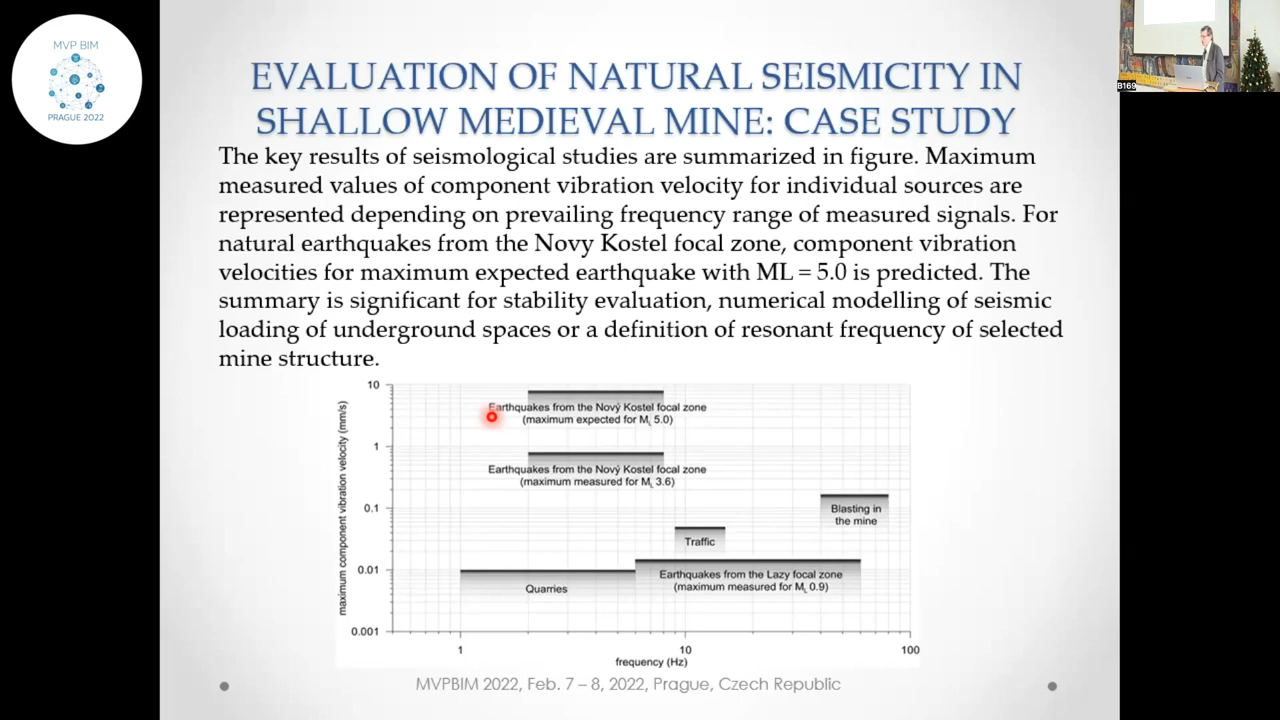 MVP BIM
PRAGUE 2022
B169
EVALUATION OF NATURAL SEISMICITY IN
SHALLOW MEDIEVAL MINE: CASE STUDY
The key results of seismological studies are summarized in figure. Maximum
measured values of component vibration velocity for individual sources are
represented depending on prevailing frequency range of measured signals. For
natural earthquakes from the Novy Kostel focal zone, component vibration
velocities for maximum expected earthquake with ML = 5.0 is predicted. The
summary is significant for stability evaluation, numerical modelling of seismic
loading of underground spaces or a definition of resonant frequency of selected
mine structure.
maximum component vibration velocity (mm/s)
10
1
0.1
0.01
0.001
Earthquakes from the Nový Kostel focal zone
(maximum expected for ML 5.0)
Earthquakes from the Nový Kostel focal zone
(maximum measured for ML 3.6)
Blasting in
the mine
Traffic
Earthquakes from the Lazy focal zone
(maximum measured for ML 0.9)
Quarries
1
10
100
frequency (Hz)
MVPBIM 2022, Feb. 7 – 8, 2022, Prague, Czech Republic